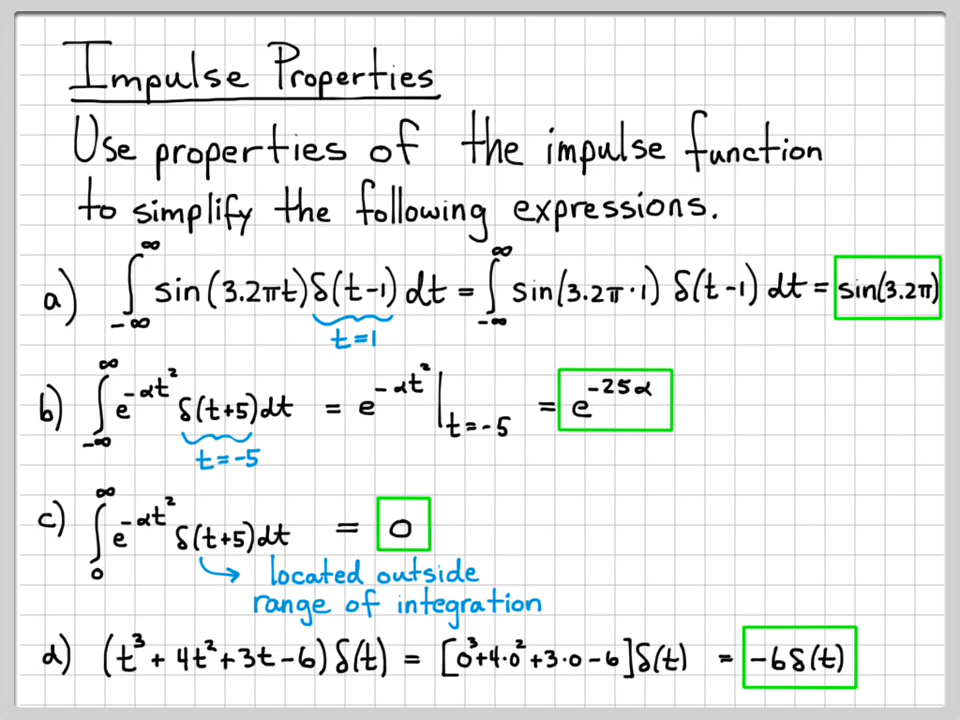 Impulse Properties
Use properties of the impulse function
to simplify the following expressions.
a) ∫_{-∞}^{∞} sin(3.2πt) δ(t-1) dt = ∫_{-∞}^{∞} sin(3.2π·1) δ(t-1) dt = sin(3.2π)
t=1
b) ∫_{-∞}^{∞} e^{-αt²} δ(t+5) dt = e^{-αt²} |_{t=-5} = e^{-25α}
t=-5
c) ∫_{0}^{∞} e^{-αt²} δ(t+5) dt = 0
located outside
range of integration
d) (t³ + 4t² + 3t - 6) δ(t) = [0³ + 4·0² + 3·0 - 6] δ(t) = -6δ(t)